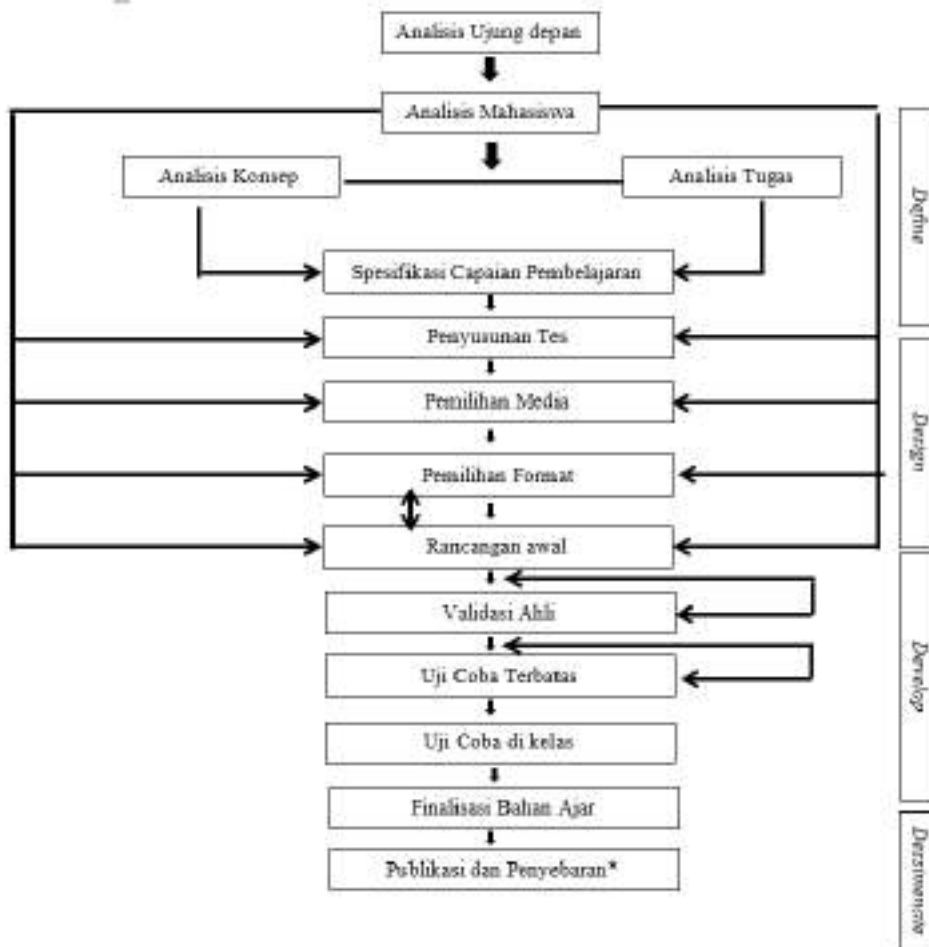 Analisis Ujung depan
Analisis Mahasiswa
Analisis Konsep
Analisis Tugas
Spesifikasi Capaian Pembelajaran
Penyusunan Tes
Pemilihan Media
Pemilihan Format
Rancangan awal
Validasi Ahli
Uji Coba Terbatas
Uji Coba di kelas
Finalisasi Bahan Ajar
Publikasi dan Penyebaran*
Define
Design
Develop